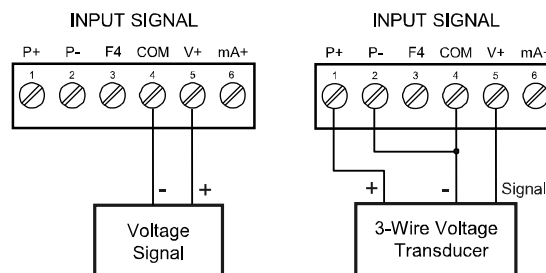 INPUT SIGNAL
P+ P- F4 COM V+ mA+
1 2 3 4 5 6
- +
Voltage
Signal
INPUT SIGNAL
P+ P- F4 COM V+ mA+
1 2 3 4 5 6
+ - Signal
3-Wire Voltage
Transducer